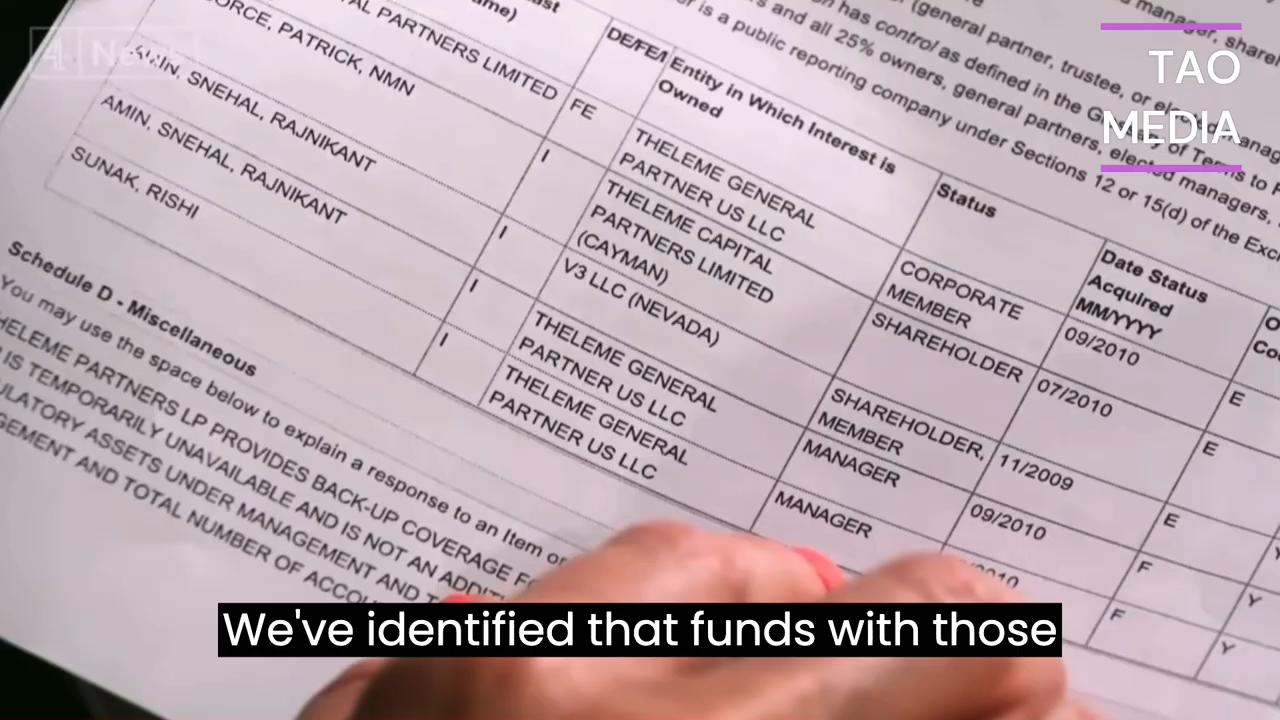 4 News
TAO
MEDIA
DE/FE/I
Entity in Which Interest is
Owned
Status
Date Status
Acquired
MM/YYYY
AL PARTNERS LIMITED
FE
THELEME GENERAL
PARTNER US LLC
CORPORATE
MEMBER
09/2010
E
ORCE, PATRICK, NMN
I
THELEME CAPITAL
PARTNERS LIMITED
(CAYMAN)
SHAREHOLDER
07/2010
E
AMIN, SNEHAL, RAJNIKANT
I
V3 LLC (NEVADA)
SHAREHOLDER,
MEMBER
11/2009
E
AMIN, SNEHAL, RAJNIKANT
I
THELEME GENERAL
PARTNER US LLC
MANAGER
09/2010
F
Y
SUNAK, RISHI
I
THELEME GENERAL
PARTNER US LLC
MANAGER
F
Y
Schedule D - Miscellaneous
You may use the space below to explain a response to an Item or
HELEME PARTNERS LP PROVIDES BACK-UP COVERAGE
IS TEMPORARILY UNAVAILABLE AND IS NOT AN
ULATORY ASSETS UNDER MANAGEMENT AND
GEMENT AND TOTAL NUMBER OF
(general partner, trustee, or
has control as defined in the
and all 25% owners, general partners, elected managers,
is a public reporting company under Sections 12 or 15(d) of the
We've identified that funds with those